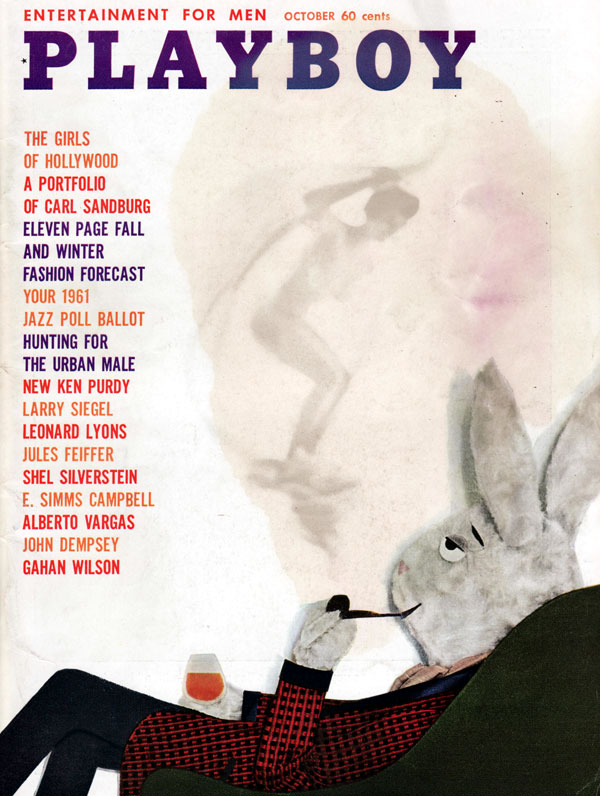 ENTERTAINMENT FOR MEN OCTOBER 60 cents
PLAYBOY
THE GIRLS
OF HOLLYWOOD
A PORTFOLIO
OF CARL SANDBURG
ELEVEN PAGE FALL
AND WINTER
FASHION FORECAST
YOUR 1961
JAZZ POLL BALLOT
HUNTING FOR
THE URBAN MALE
NEW KEN PURDY
LARRY SIEGEL
LEONARD LYONS
JULES FEIFFER
SHEL SILVERSTEIN
E. SIMMS CAMPBELL
ALBERTO VARGAS
JOHN DEMPSEY
GAHAN WILSON